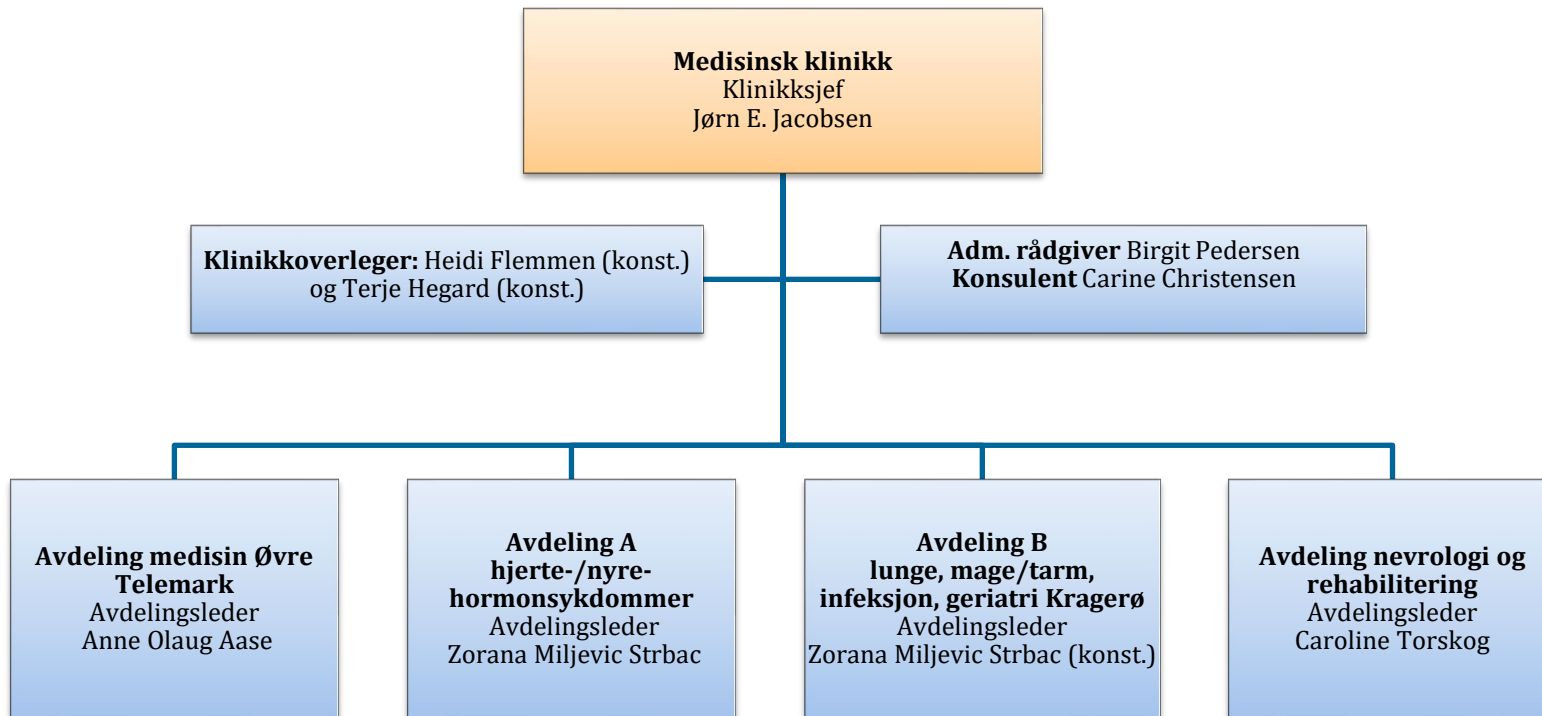 Medisinsk klinikk
Klinikksjef
Jørn E. Jacobsen
Klinikkoverleger: Heidi Flemmen (konst.)
og Terje Hegard (konst.)
Adm. rådgiver Birgit Pedersen
Konsulent Carine Christensen
Avdeling medisin Øvre
Telemark
Avdelingsleder
Anne Olaug Aase
Avdeling A
hjerte-/nyre-
hormonsykdommer
Avdelingsleder
Zorana Miljevic Strbac
Avdeling B
lunge, mage/tarm,
infeksjon, geriatri Kragerø
Avdelingsleder
Zorana Miljevic Strbac (konst.)
Avdeling nevrologi og
rehabilitering
Avdelingsleder
Caroline Torskog